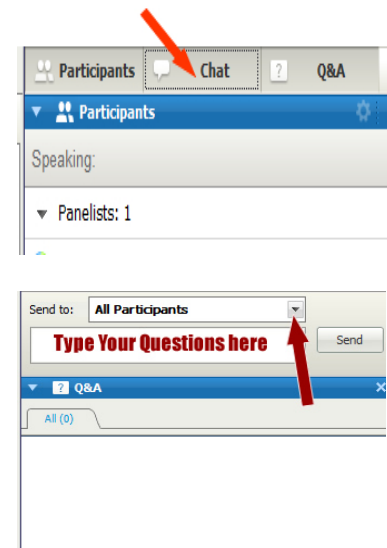 Participants Chat ? Q&A
Participants
Speaking:
Panelists: 1
Send to: All Participants
Type Your Questions here Send
? Q&A X
All (0)